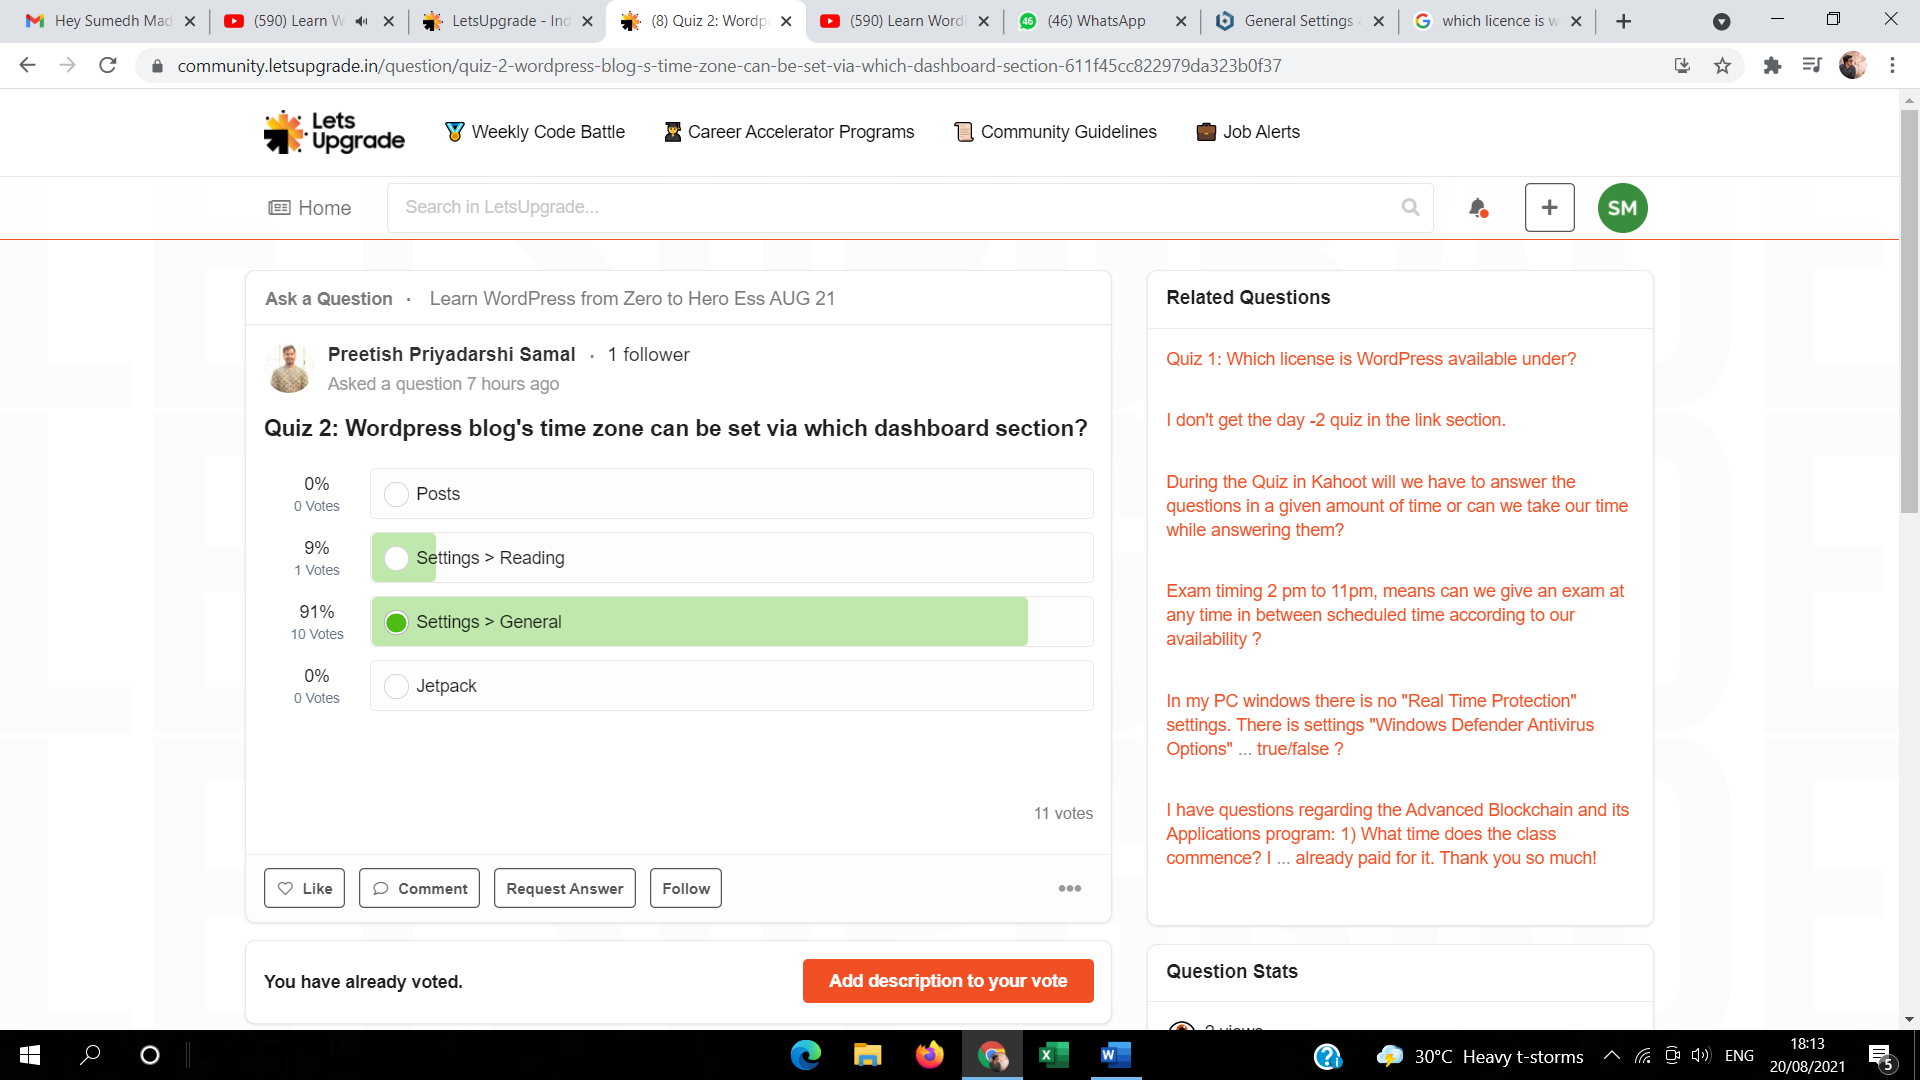 Hey Sumedh Mad
(590) Learn W
LetsUpgrade - Ind
(8) Quiz 2: Wordp
(590) Learn Word
46
(46) WhatsApp
General Settings
which licence is w
community.letsupgrade.in/question/quiz-2-wordpress-blog-s-time-zone-can-be-set-via-which-dashboard-section-611f45cc822979da323b0f37
Lets
Upgrade
Weekly Code Battle
Career Accelerator Programs
Community Guidelines
Job Alerts
Home
Search in LetsUpgrade...
SM
Ask a Question · Learn WordPress from Zero to Hero Ess AUG 21
Preetish Priyadarshi Samal · 1 follower
Asked a question 7 hours ago
Quiz 2: Wordpress blog's time zone can be set via which dashboard section?
0%
0 Votes
Posts
9%
1 Votes
Settings > Reading
91%
10 Votes
Settings > General
0%
0 Votes
Jetpack
11 votes
Like
Comment
Request Answer
Follow
You have already voted.
Add description to your vote
Related Questions
Quiz 1: Which license is WordPress available under?
I don't get the day -2 quiz in the link section.
During the Quiz in Kahoot will we have to answer the
questions in a given amount of time or can we take our time
while answering them?
Exam timing 2 pm to 11pm, means can we give an exam at
any time in between scheduled time according to our
availability ?
In my PC windows there is no "Real Time Protection"
settings. There is settings "Windows Defender Antivirus
Options" ... true/false ?
I have questions regarding the Advanced Blockchain and its
Applications program: 1) What time does the class
commence? I ... already paid for it. Thank you so much!
Question Stats
30°C Heavy t-storms
ENG
18:13
20/08/2021
5